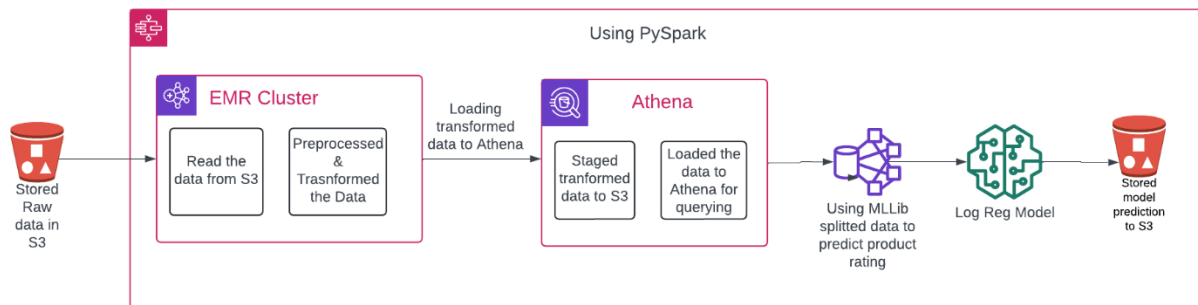 Using PySpark
Stored
Raw
data in
S3
EMR Cluster
Read the
data from S3
Preprocessed
&
Trasnformed
the Data
Loading
transformed
data to Athena
Athena
Staged
tranformed
data to S3
Loaded the
data to
Athena for
querying
Using MLLib
splitted data to
predict product
rating
Log Reg Model
Stored
model
prediction
to S3